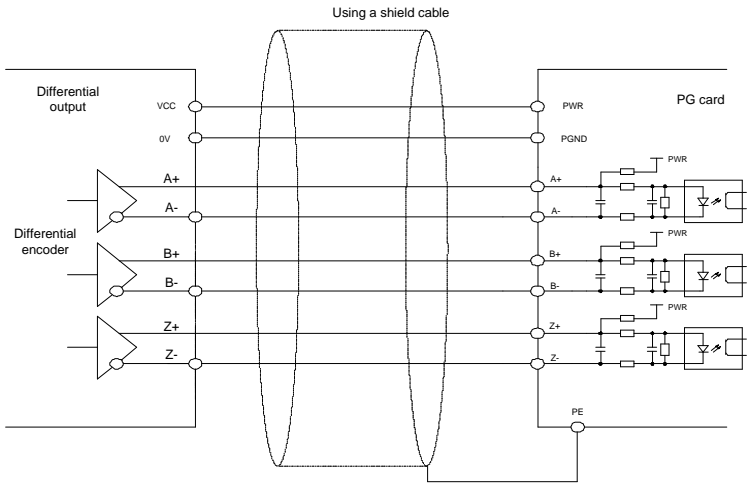 Using a shield cable
Differential
output
PG card
VCC
PWR
0V
PGND
PWR
A+
A+
A-
A-
Differential
encoder
PWR
B+
B+
B-
B-
PWR
Z+
Z+
Z-
Z-
PE